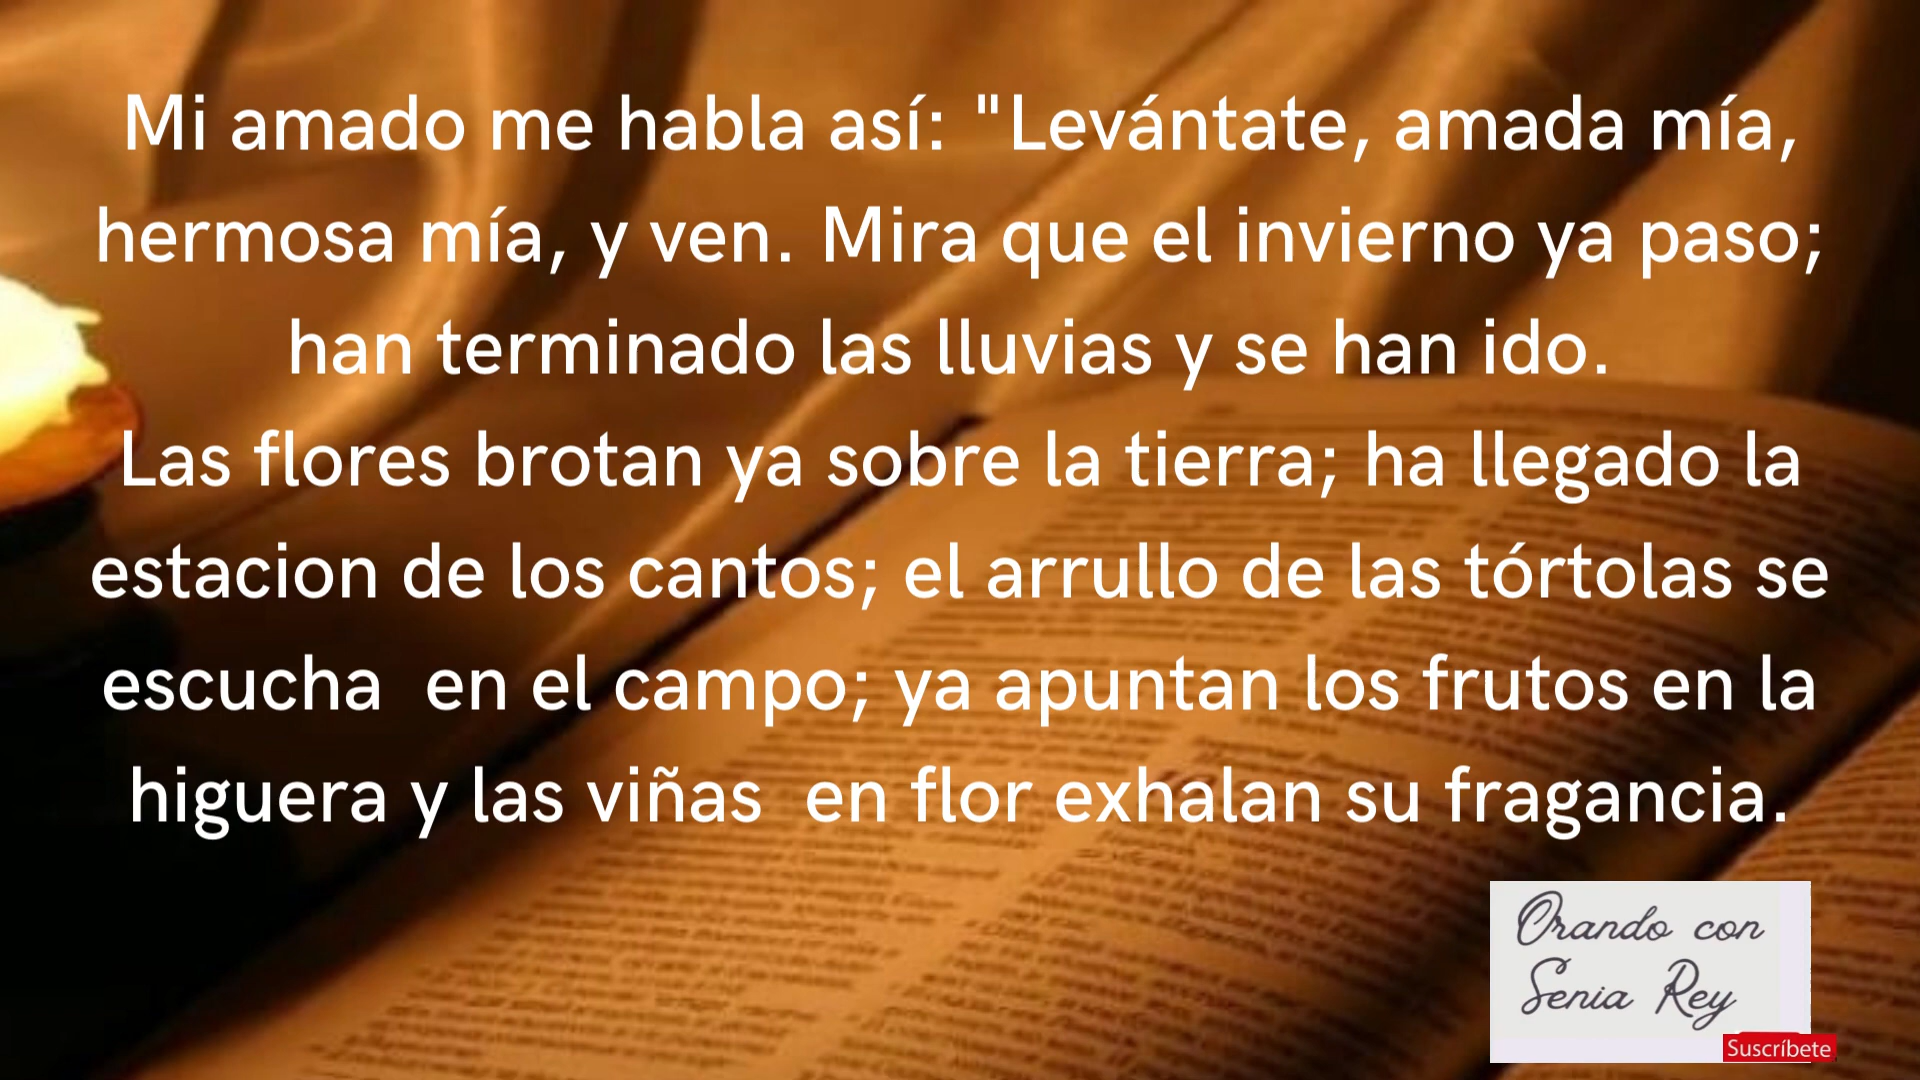 Mi amado me habla así: "Levántate, amada mía,
hermosa mía, y ven. Mira que el invierno ya paso;
han terminado las lluvias y se han ido.
Las flores brotan ya sobre la tierra; ha llegado la
estacion de los cantos; el arrullo de las tórtolas se
escucha  en el campo; ya apuntan los frutos en la
higuera y las viñas  en flor exhalan su fragancia.
Orando con
Senia Rey
Suscríbete